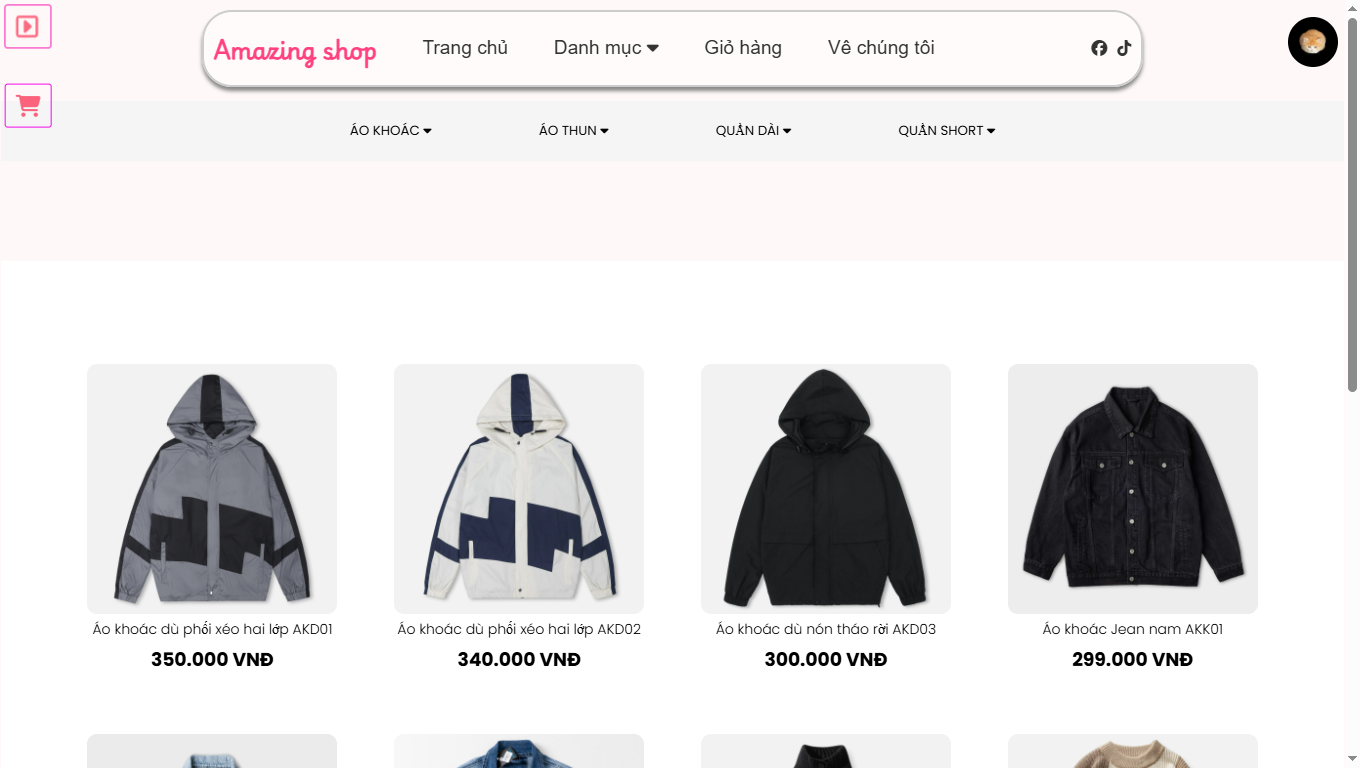 Amazing shop
Trang chủ
Danh mục
Giỏ hàng
Về chúng tôi
ÁO KHOÁC
ÁO THUN
QUẦN DÀI
QUẦN SHORT
Áo khoác dù phối xéo hai lớp AKD01
350.000 VNĐ
Áo khoác dù phối xéo hai lớp AKD02
340.000 VNĐ
Áo khoác dù nón tháo rời AKD03
300.000 VNĐ
Áo khoác Jean nam AKK01
299.000 VNĐ